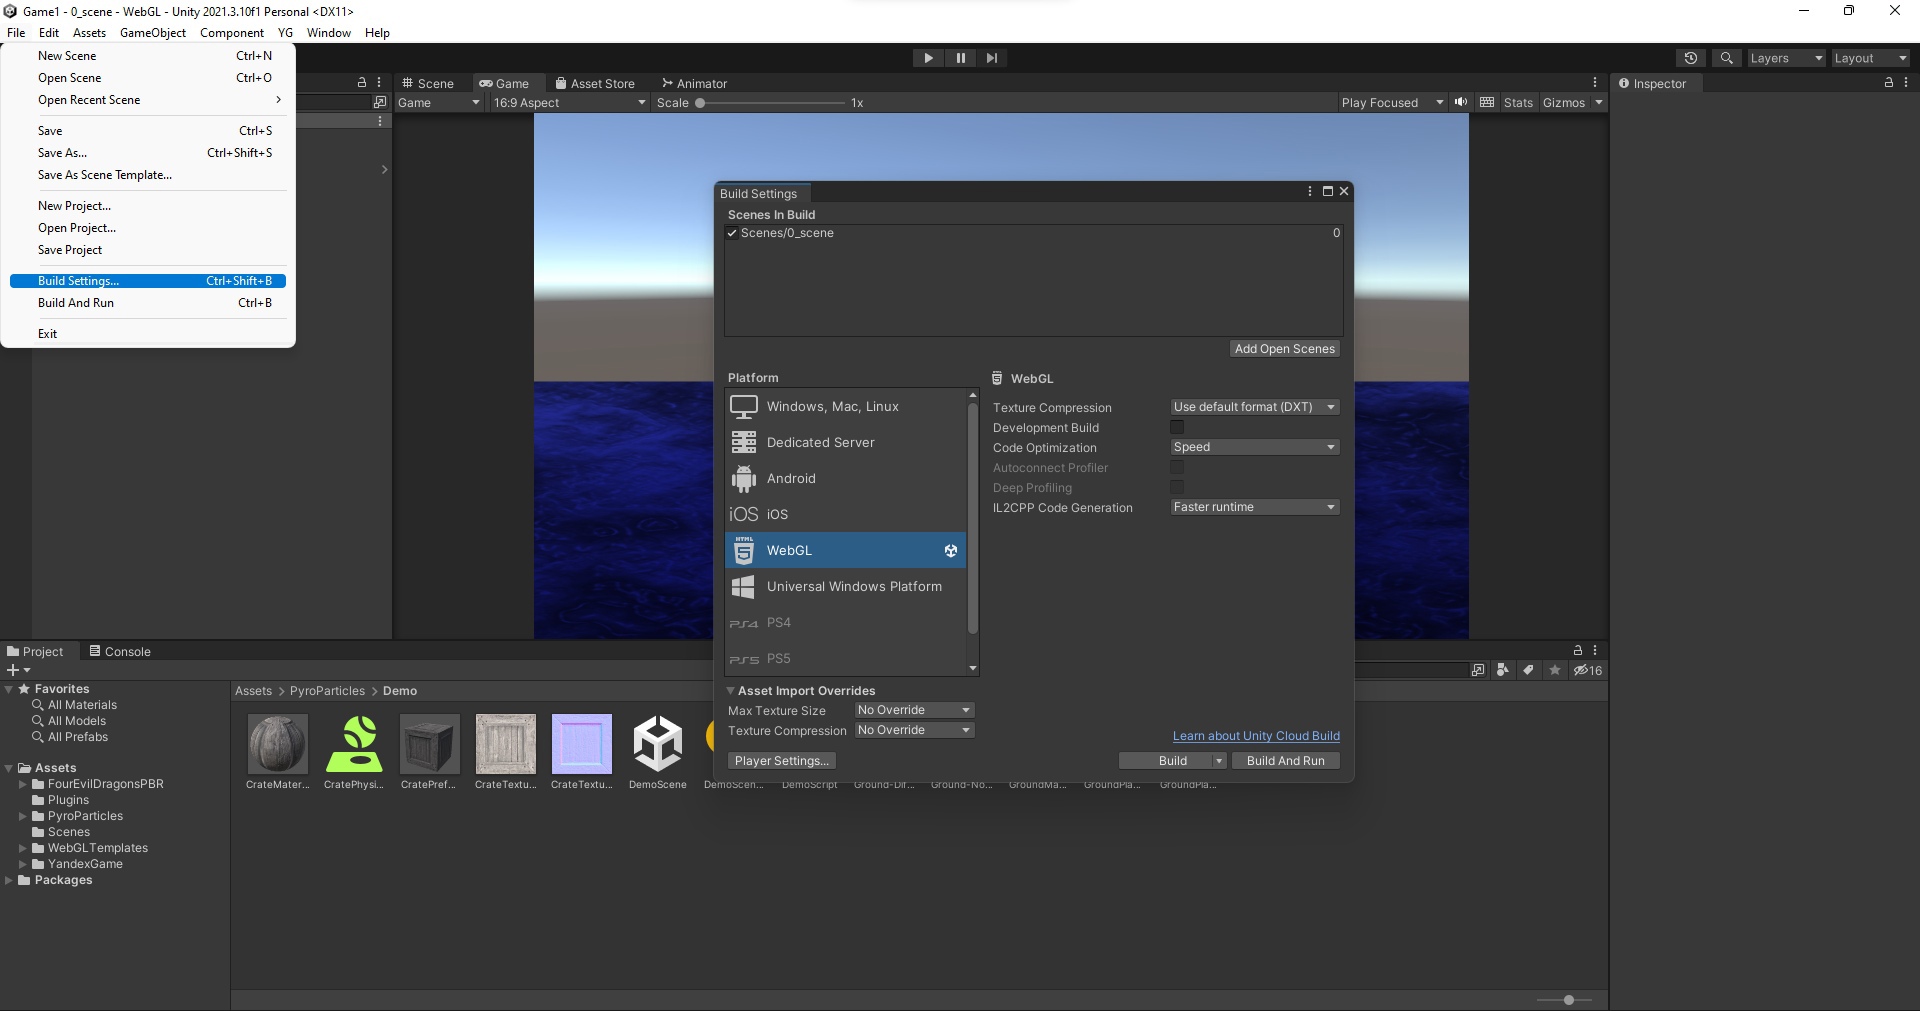 Game1 - 0_scene - WebGL - Unity 2021.3.10f1 Personal <DX11>
File Edit Assets GameObject Component YG Window Help
New Scene Ctrl+N
Open Scene Ctrl+O
Open Recent Scene
Save Ctrl+S
Save As... Ctrl+Shift+S
Save As Scene Template...
New Project...
Open Project...
Save Project
Build Settings... Ctrl+Shift+B
Build And Run Ctrl+B
Exit
Layers Layout
Scene Game Asset Store Animator
Game 16:9 Aspect Scale 1x Play Focused Stats Gizmos
Inspector
Build Settings
Scenes In Build
Scenes/0_scene 0
Add Open Scenes
Platform
Windows, Mac, Linux
Dedicated Server
Android
iOS iOS
HTML 5 WebGL
Universal Windows Platform
PS4 PS4
PS5 PS5
WebGL
Texture Compression Use default format (DXT)
Development Build
Code Optimization Speed
Autoconnect Profiler
Deep Profiling
IL2CPP Code Generation Faster runtime
Asset Import Overrides
Max Texture Size No Override
Texture Compression No Override
Learn about Unity Cloud Build
Player Settings... Build Build And Run
Project Console
16
Favorites
All Materials
All Models
All Prefabs
Assets
FourEvilDragonsPBR
Plugins
PyroParticles
Scenes
WebGLTemplates
YandexGame
Packages
Assets > PyroParticles > Demo
CrateMater... CratePhysi... CratePref... CrateTextu... CrateTextu... DemoScene DemoScen... DemoScript Ground-Dir... Ground-No... GroundMa... GroundPla... GroundPla...